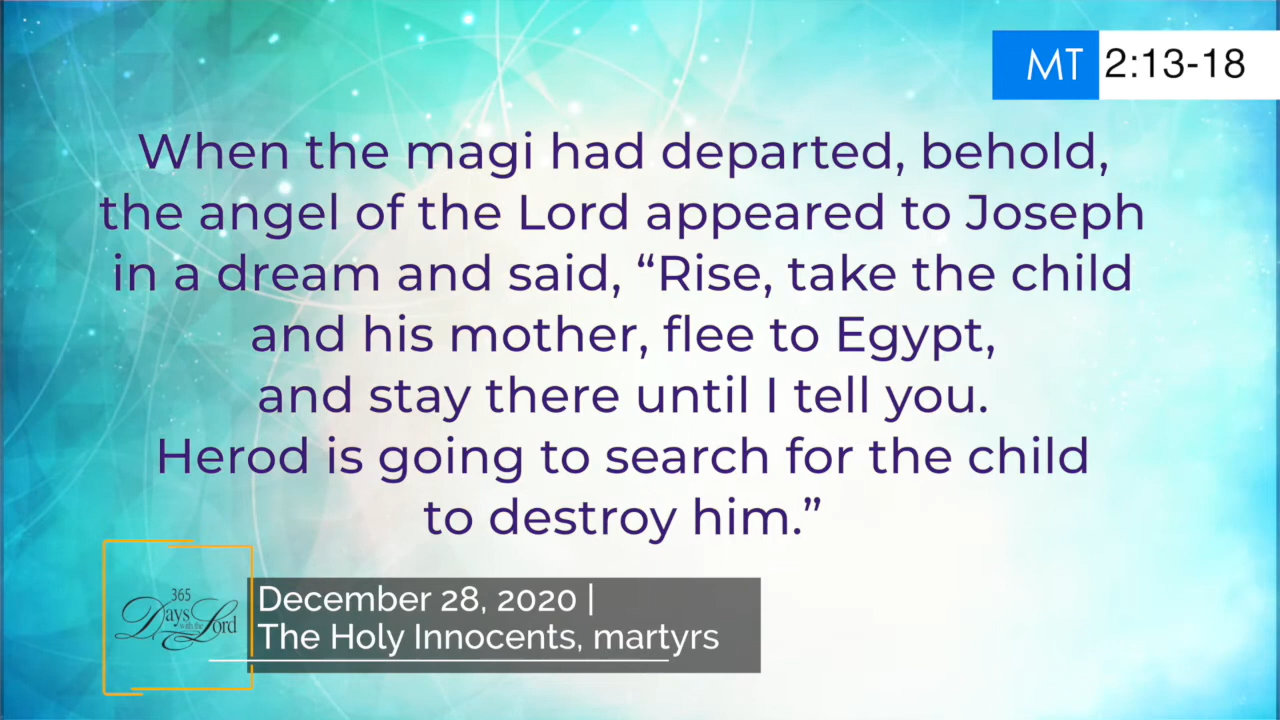 MT 2:13-18
When the magi had departed, behold,
the angel of the Lord appeared to Joseph
in a dream and said, “Rise, take the child
and his mother, flee to Egypt,
and stay there until I tell you.
Herod is going to search for the child
to destroy him.”
365
Days with the Lord
December 28, 2020 |
The Holy Innocents, martyrs